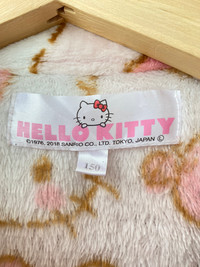 HELLO KITTY
©1976, 2018 SANRIO CO., LTD. TOKYO, JAPAN Ⓛ
150